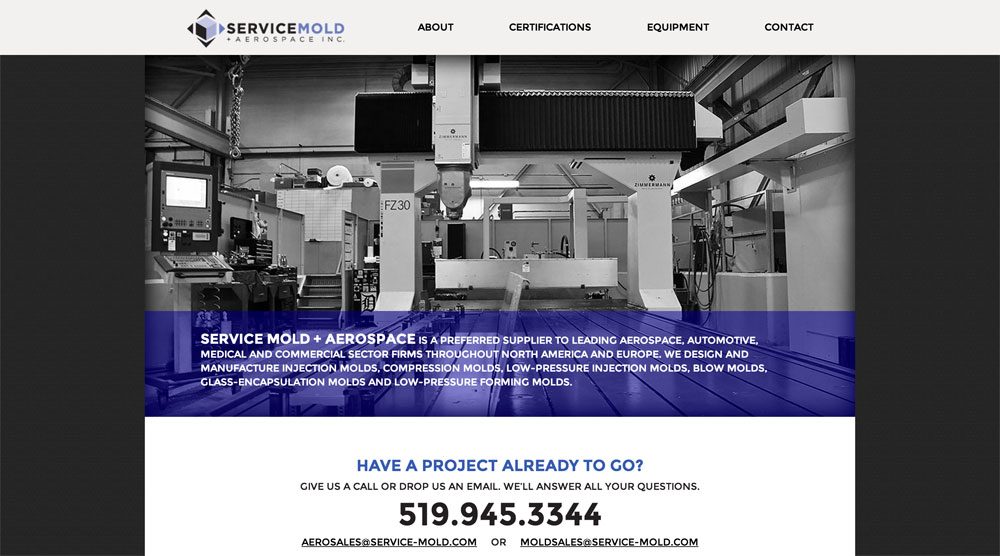 SERVICEMOLD
+ AEROSPACE INC.
ABOUT CERTIFICATIONS EQUIPMENT CONTACT
ZIMMERMANN
ZIMMERMANN
FZ30
SERVICE MOLD + AEROSPACE IS A PREFERRED SUPPLIER TO LEADING AEROSPACE, AUTOMOTIVE,
MEDICAL AND COMMERCIAL SECTOR FIRMS THROUGHOUT NORTH AMERICA AND EUROPE. WE DESIGN AND
MANUFACTURE INJECTION MOLDS, COMPRESSION MOLDS, LOW-PRESSURE INJECTION MOLDS, BLOW MOLDS,
GLASS-ENCAPSULATION MOLDS AND LOW-PRESSURE FORMING MOLDS.
HAVE A PROJECT ALREADY TO GO?
GIVE US A CALL OR DROP US AN EMAIL. WE'LL ANSWER ALL YOUR QUESTIONS.
519.945.3344
AEROSALES@SERVICE-MOLD.COM OR MOLDSALES@SERVICE-MOLD.COM